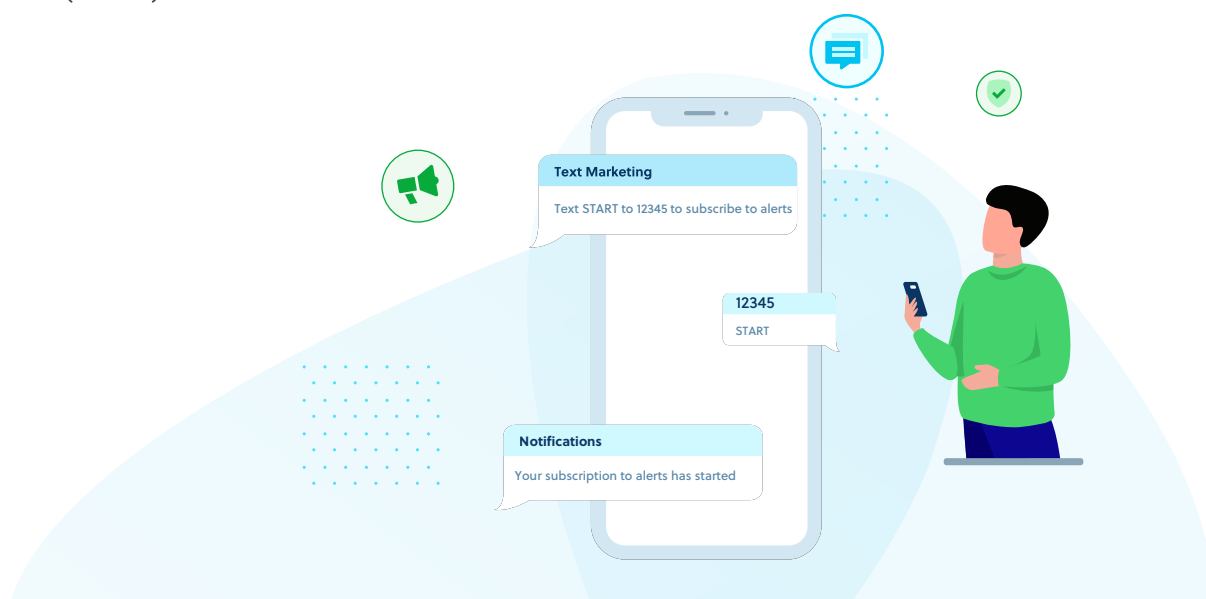 Text Marketing
Text START to 12345 to subscribe to alerts
12345
START
Notifications
Your subscription to alerts has started